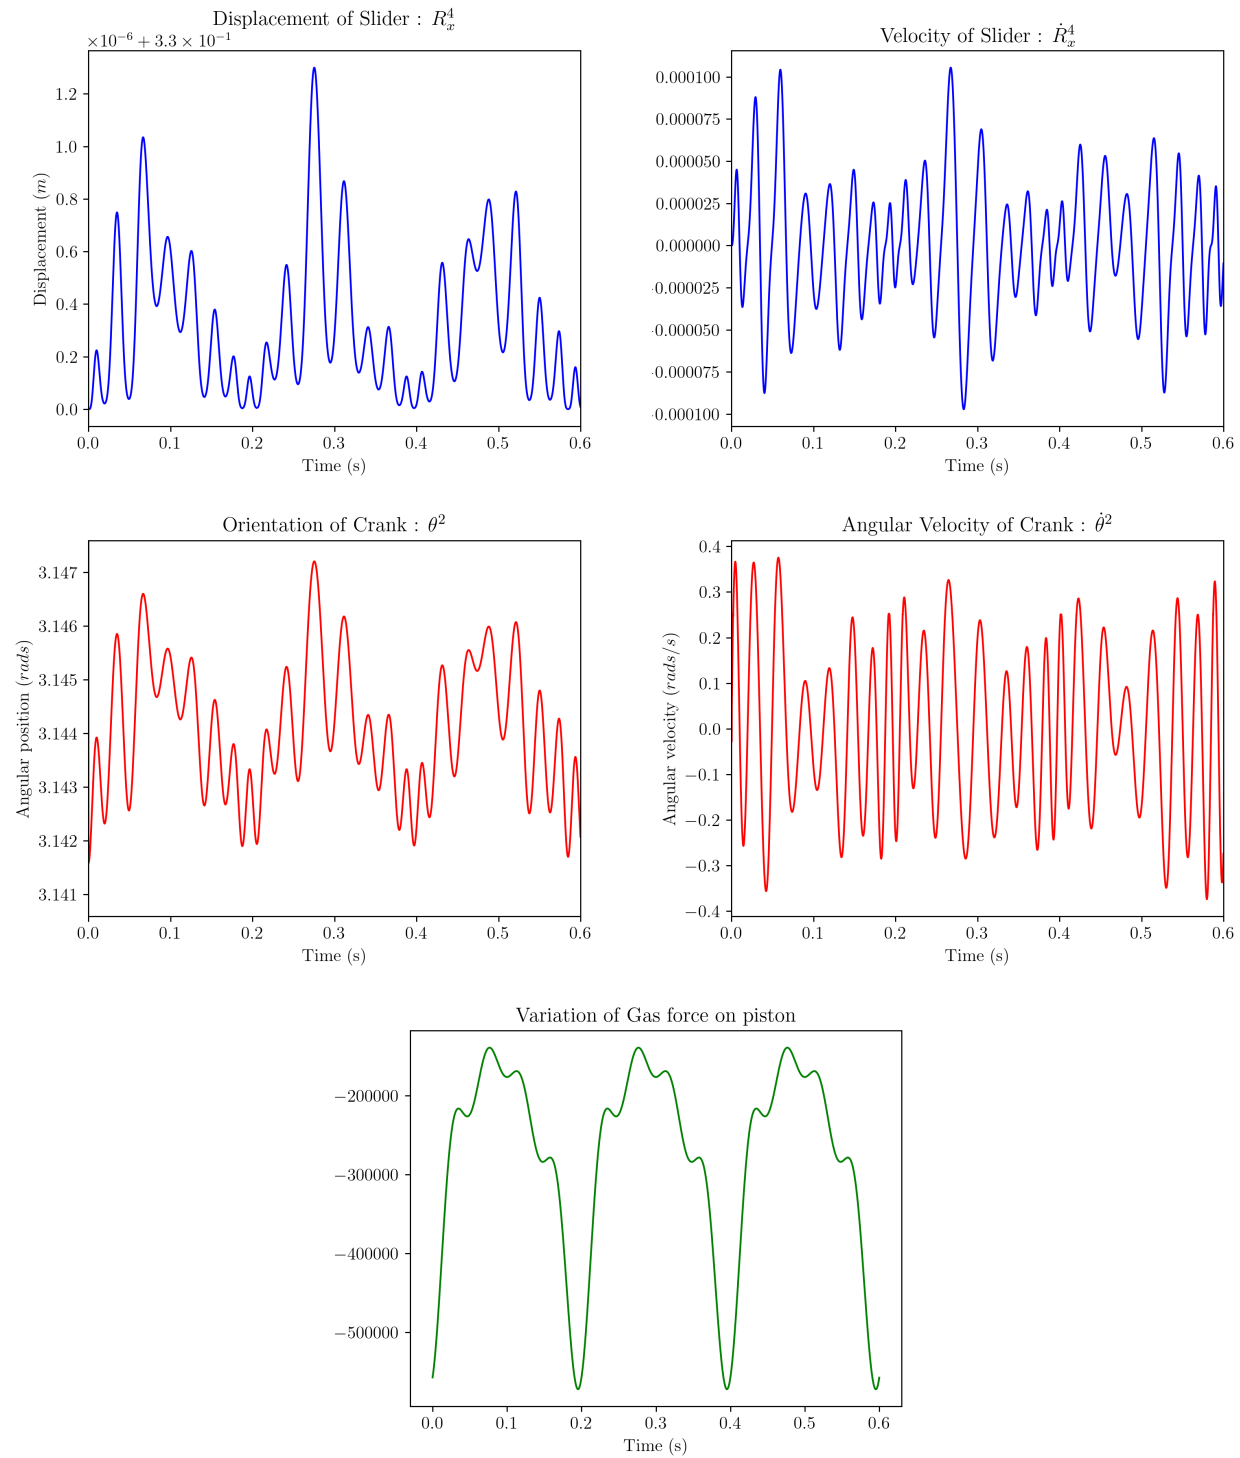 Displacement of Slider : $R_x^4$
×10⁻⁶ + 3.3 × 10⁻¹
Displacement (m)
1.2
1.0
0.8
0.6
0.4
0.2
0.0
0.0 0.1 0.2 0.3 0.4 0.5 0.6
Time (s)
Velocity of Slider : $\dot{R}_x^4$
0.000100
0.000075
0.000050
0.000025
0.000000
-0.000025
-0.000050
-0.000075
-0.000100
0.0 0.1 0.2 0.3 0.4 0.5 0.6
Time (s)
Orientation of Crank : θ²
Angular position (rads)
3.147
3.146
3.145
3.144
3.143
3.142
3.141
0.0 0.1 0.2 0.3 0.4 0.5 0.6
Time (s)
Angular Velocity of Crank : $\dot{θ}^2$
Angular velocity (rads/s)
0.4
0.3
0.2
0.1
0.0
−0.1
−0.2
−0.3
−0.4
0.0 0.1 0.2 0.3 0.4 0.5 0.6
Time (s)
Variation of Gas force on piston
−200000
−300000
−400000
−500000
0.0 0.1 0.2 0.3 0.4 0.5 0.6
Time (s)